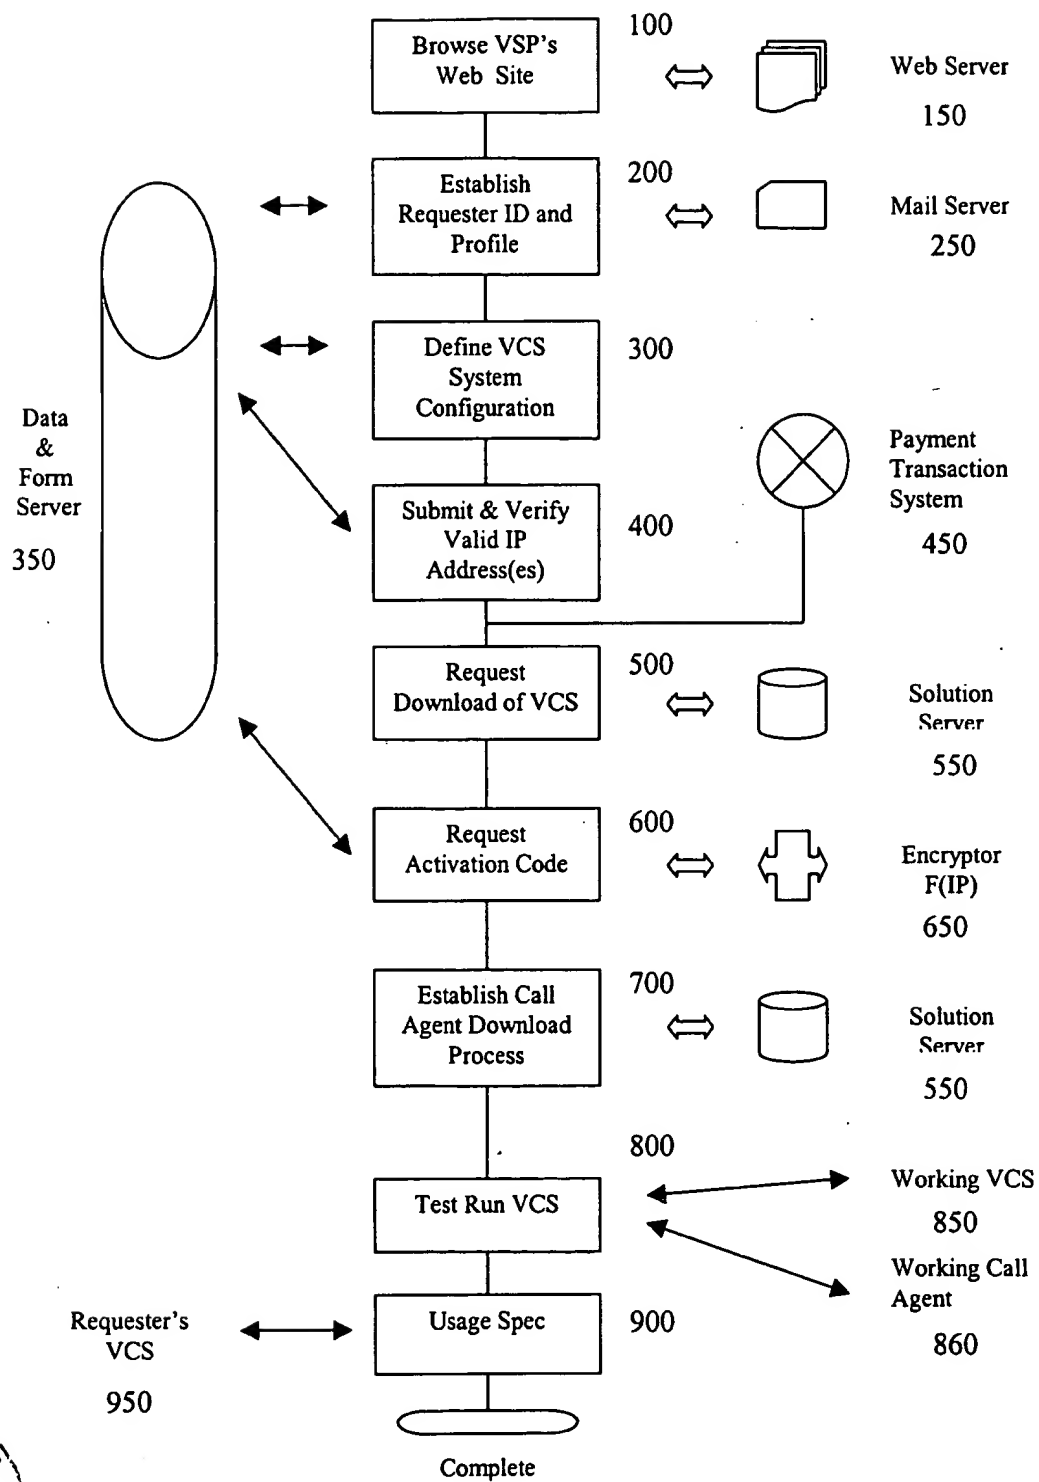 100
Browse VSP's
Web Site
Web Server
150
200
Establish
Requester ID and
Profile
Mail Server
250
Define VCS
System
Configuration
300
Data
&
Form
Server
350
Payment
Transaction
System
450
Submit & Verify
Valid IP
Address(es)
400
Request
Download of VCS
500
Solution
Server
550
Request
Activation Code
600
Encryptor
F(IP)
650
Establish Call
Agent Download
Process
700
Solution
Server
550
800
Test Run VCS
Working VCS
850
Working Call
Agent
860
Requester's
VCS
950
Usage Spec
900
Complete